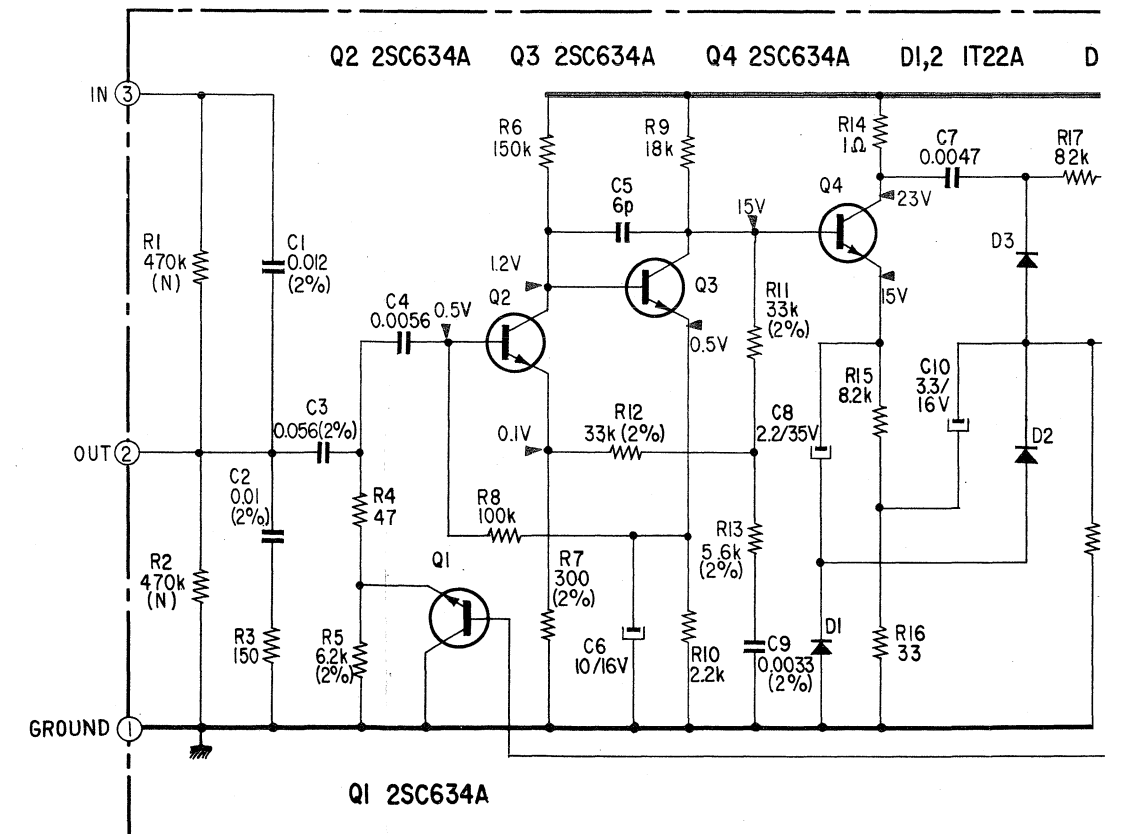 Q2 2SC634A
Q3 2SC634A
Q4 2SC634A
D1,2 1T22A
D
IN 3
R6
150k
R9
18k
R14
1Ω
C7
0.0047
R17
82k
C5
6p
15V
Q4
23V
R1
470k
(N)
C1
0.012
(2%)
D3
1.2V
Q2
Q3
R11
33k
(2%)
15V
C4
0.0056
0.5V
0.5V
R15
8.2k
C10
3.3/
16V
C3
0.056(2%)
R12
33k(2%)
C8
2.2/35V
0.1V
D2
OUT 2
C2
0.01
(2%)
R4
47
R8
100k
R13
5.6k
(2%)
R2
470k
(N)
Q1
R7
300
(2%)
R3
150
R5
6.2k
(2%)
C6
10/16V
R10
2.2k
C9
0.0033
(2%)
D1
R16
33
GROUND 1
Q1 2SC634A